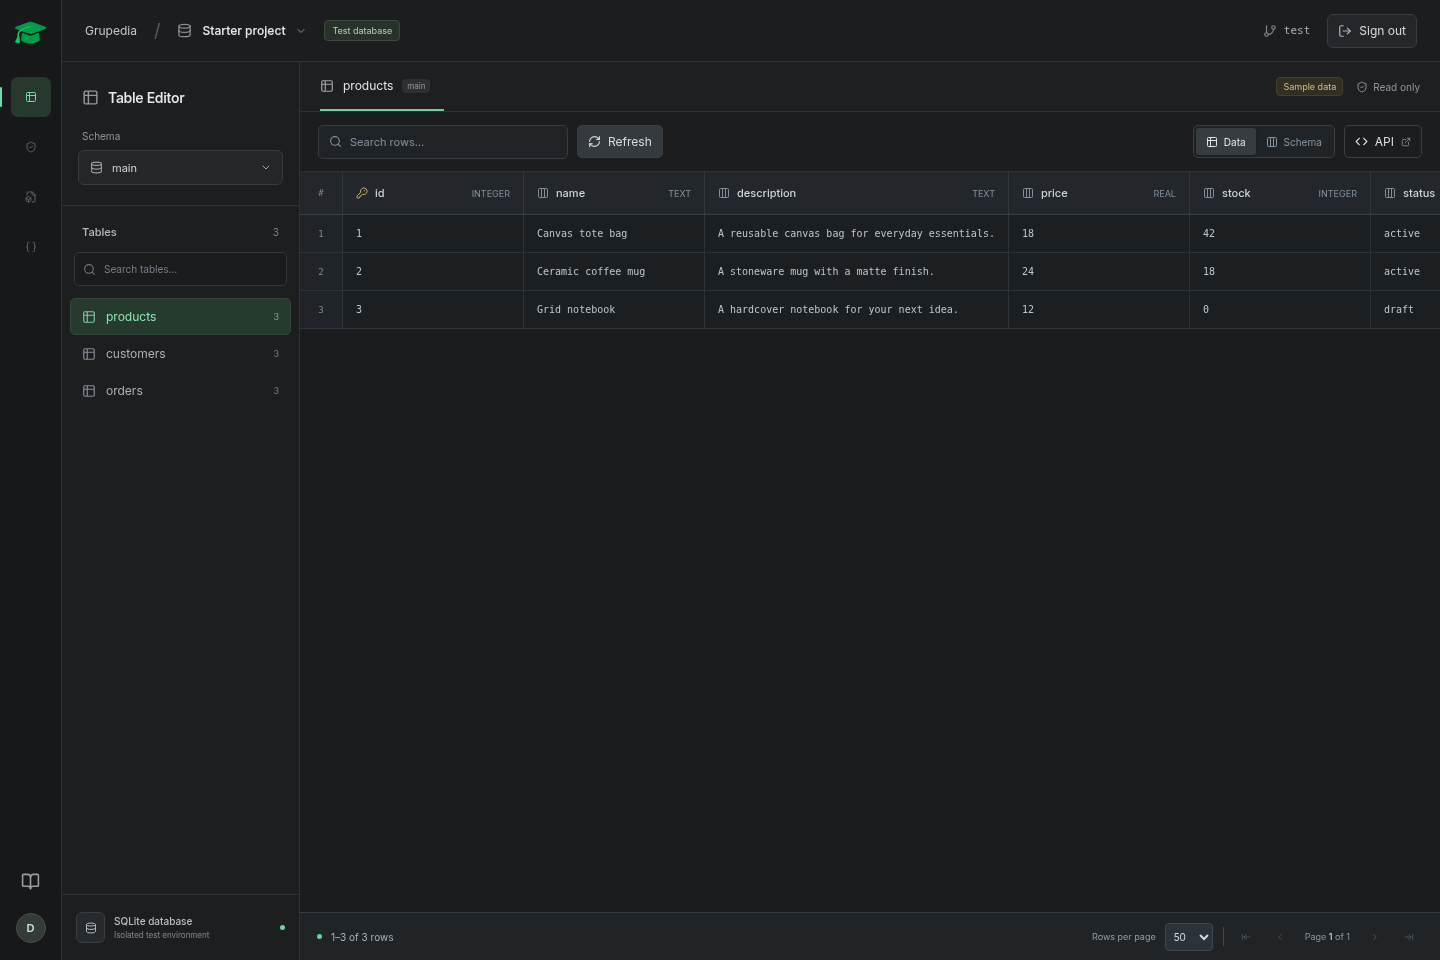 Grupedia / Starter project Test database
test Sign out
Table Editor
Schema
main
Tables 3
Search tables...
products 3
customers 3
orders 3
SQLite database
Isolated test environment
D
products main
Sample data Read only
Search rows... Refresh
Data Schema API
# id INTEGER name TEXT description TEXT price REAL stock INTEGER status
1 1 Canvas tote bag A reusable canvas bag for everyday essentials. 18 42 active
2 2 Ceramic coffee mug A stoneware mug with a matte finish. 24 18 active
3 3 Grid notebook A hardcover notebook for your next idea. 12 0 draft
1–3 of 3 rows
Rows per page 50 Page 1 of 1